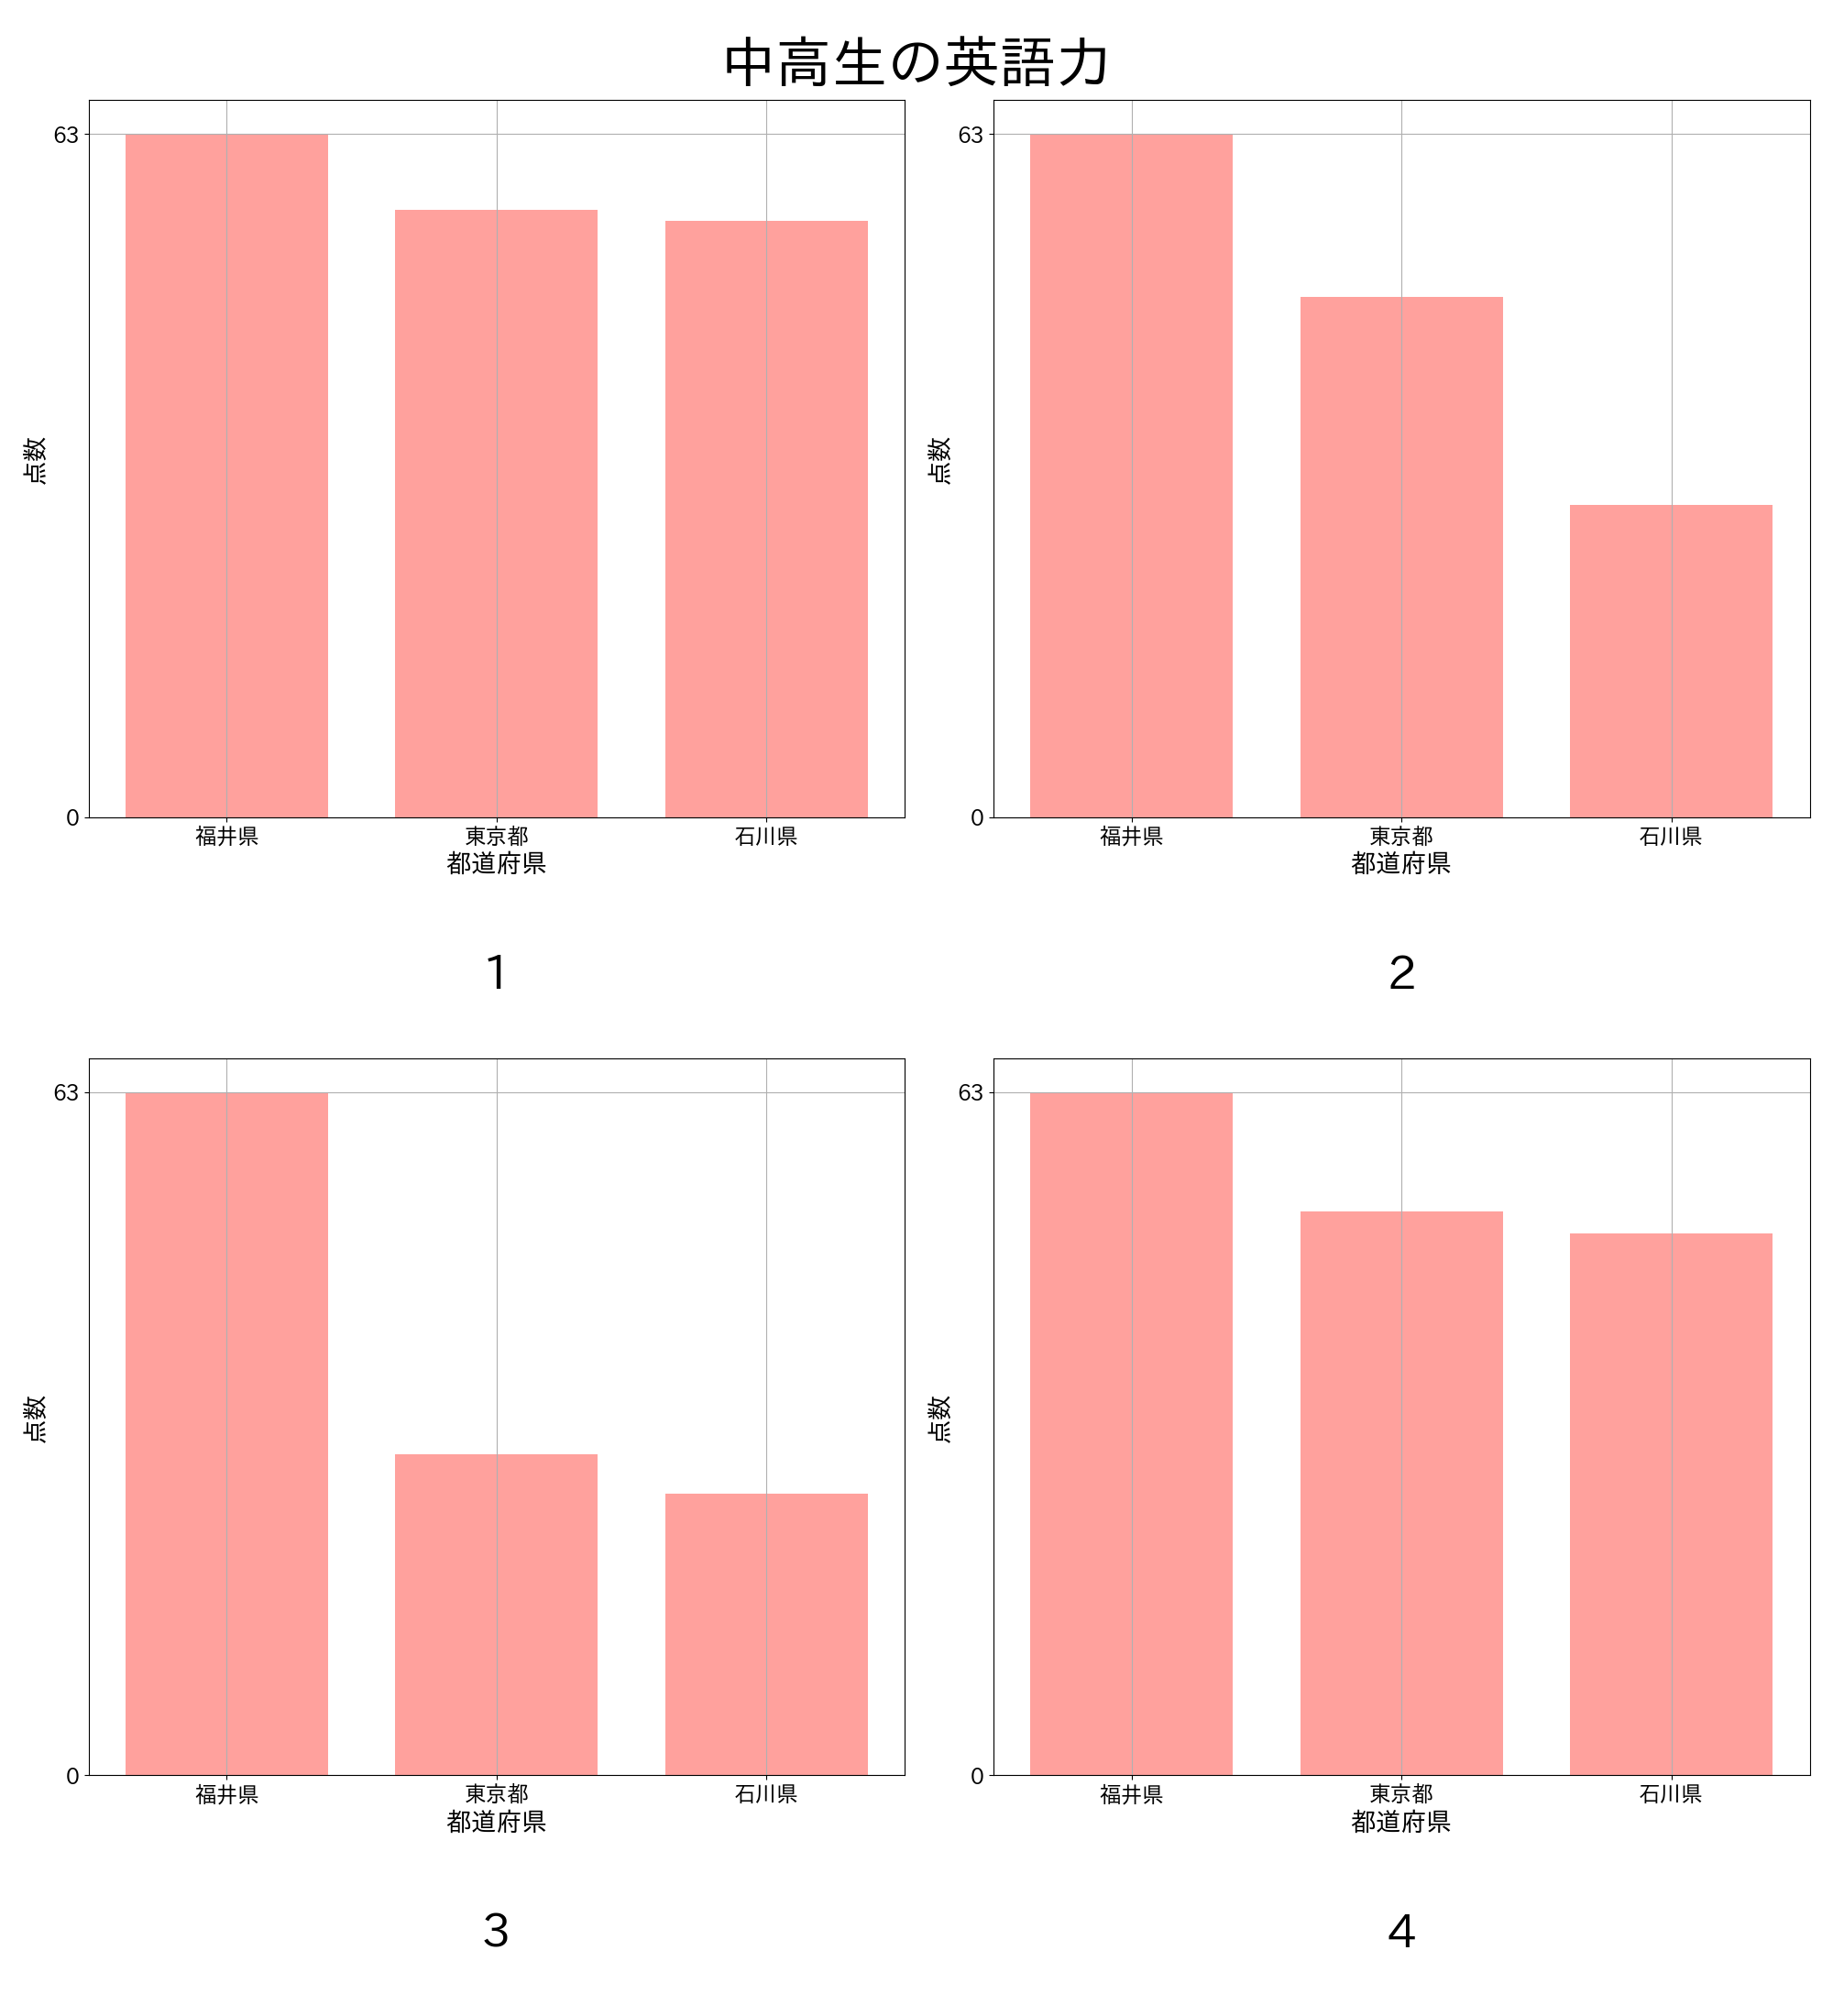 中高生の英語力
63
0
点数
福井県 東京都 石川県
都道府県
1
63
0
点数
福井県 東京都 石川県
都道府県
2
63
0
点数
福井県 東京都 石川県
都道府県
3
63
0
点数
福井県 東京都 石川県
都道府県
4